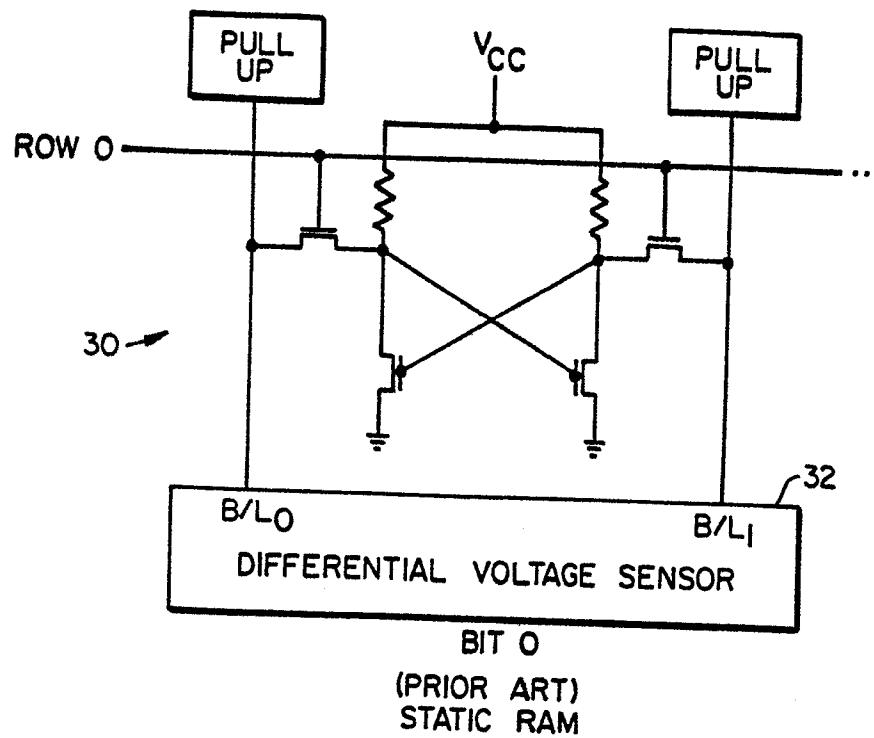 PULL
UP
VCC
PULL
UP
ROW 0
..
30
32
B/L0
B/L1
DIFFERENTIAL VOLTAGE SENSOR
BIT 0
(PRIOR ART)
STATIC RAM